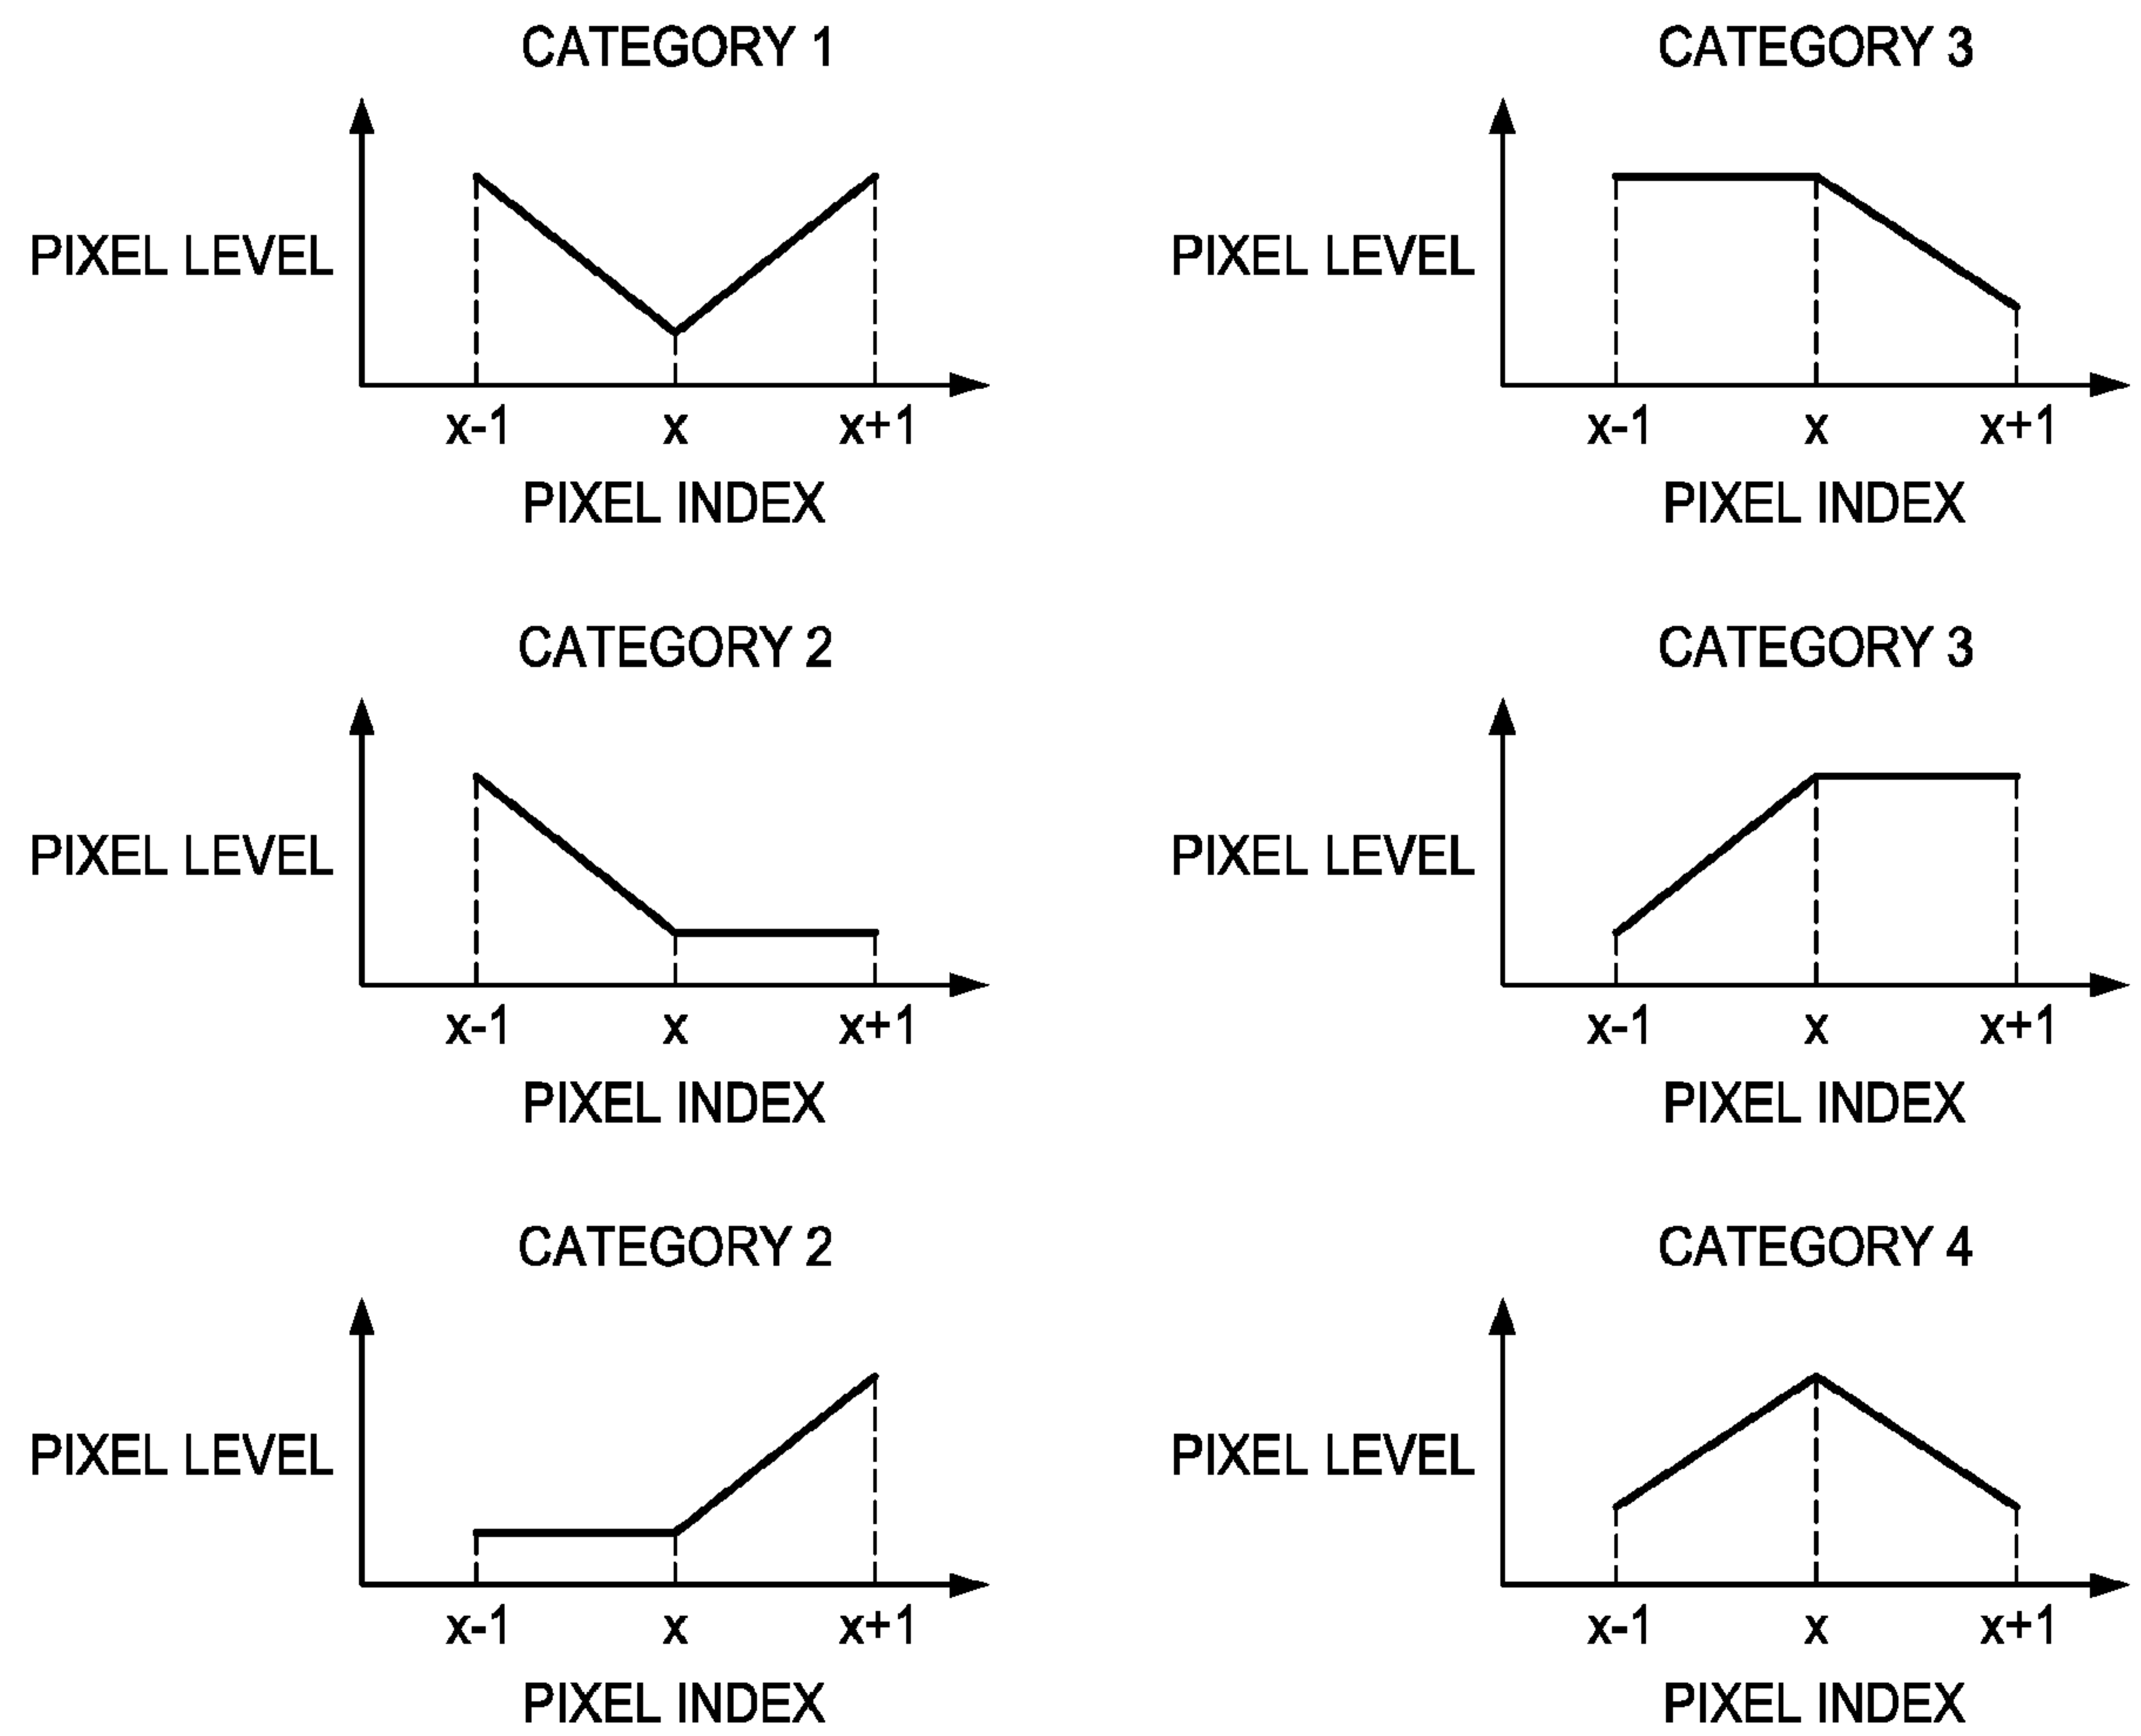 CATEGORY 1
PIXEL LEVEL
x-1 x x+1
PIXEL INDEX
CATEGORY 2
PIXEL LEVEL
x-1 x x+1
PIXEL INDEX
CATEGORY 2
PIXEL LEVEL
x-1 x x+1
PIXEL INDEX
CATEGORY 3
PIXEL LEVEL
x-1 x x+1
PIXEL INDEX
CATEGORY 3
PIXEL LEVEL
x-1 x x+1
PIXEL INDEX
CATEGORY 4
PIXEL LEVEL
x-1 x x+1
PIXEL INDEX